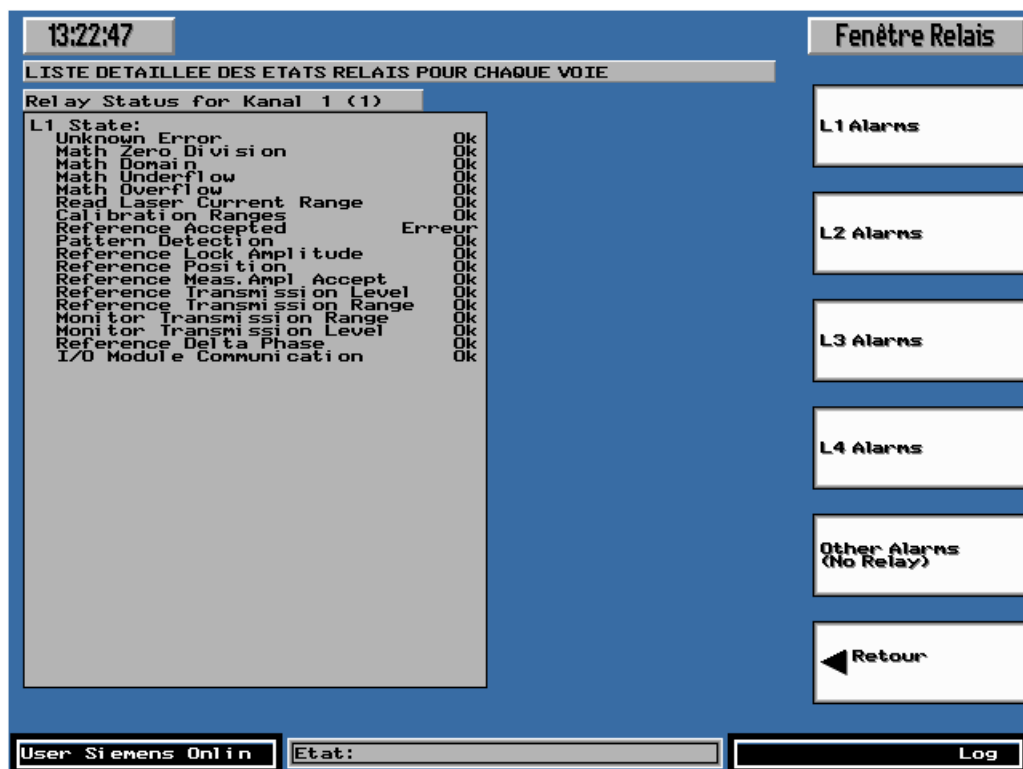 13:22:47
Fenêtre Relais
LISTE DETAILLEE DES ETATS RELAIS POUR CHAQUE VOIE
Relay Status for Kanal 1 (1)
L1 State:
Unknown Error Ok
Math Zero Division Ok
Math Domain Ok
Math Underflow Ok
Math Overflow Ok
Read Laser Current Range Ok
Calibration Ranges Ok
Reference Accepted Erreur
Pattern Detection Ok
Reference Lock Amplitude Ok
Reference Position Ok
Reference Meas.Ampl Accept Ok
Reference Transmission Level Ok
Reference Transmission Range Ok
Monitor Transmission Range Ok
Monitor Transmission Level Ok
Reference Delta Phase Ok
I/O Module Communication Ok
L1 Alarms
L2 Alarms
L3 Alarms
L4 Alarms
Other Alarms
(No Relay)
Retour
User Siemens Onlin
Etat:
Log